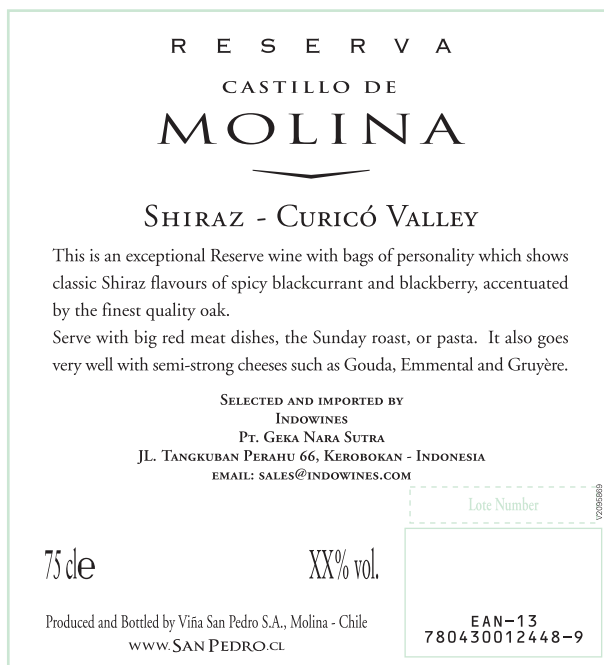 RESERVA
CASTILLO DE
MOLINA
SHIRAZ - CURICÓ VALLEY
This is an exceptional Reserve wine with bags of personality which shows
classic Shiraz flavours of spicy blackcurrant and blackberry, accentuated
by the finest quality oak.
Serve with big red meat dishes, the Sunday roast, or pasta. It also goes
very well with semi-strong cheeses such as Gouda, Emmental and Gruyère.
SELECTED AND IMPORTED BY
INDOWINES
PT. GEKA NARA SUTRA
JL. TANGKUBAN PERAHU 66, KEROBOKAN - INDONESIA
EMAIL: SALES@INDOWINES.COM
Lote Number
V2095869
75 cl℮
XX% vol.
Produced and Bottled by Viña San Pedro S.A., Molina - Chile
WWW.SANPEDRO.CL
EAN-13
780430012448-9